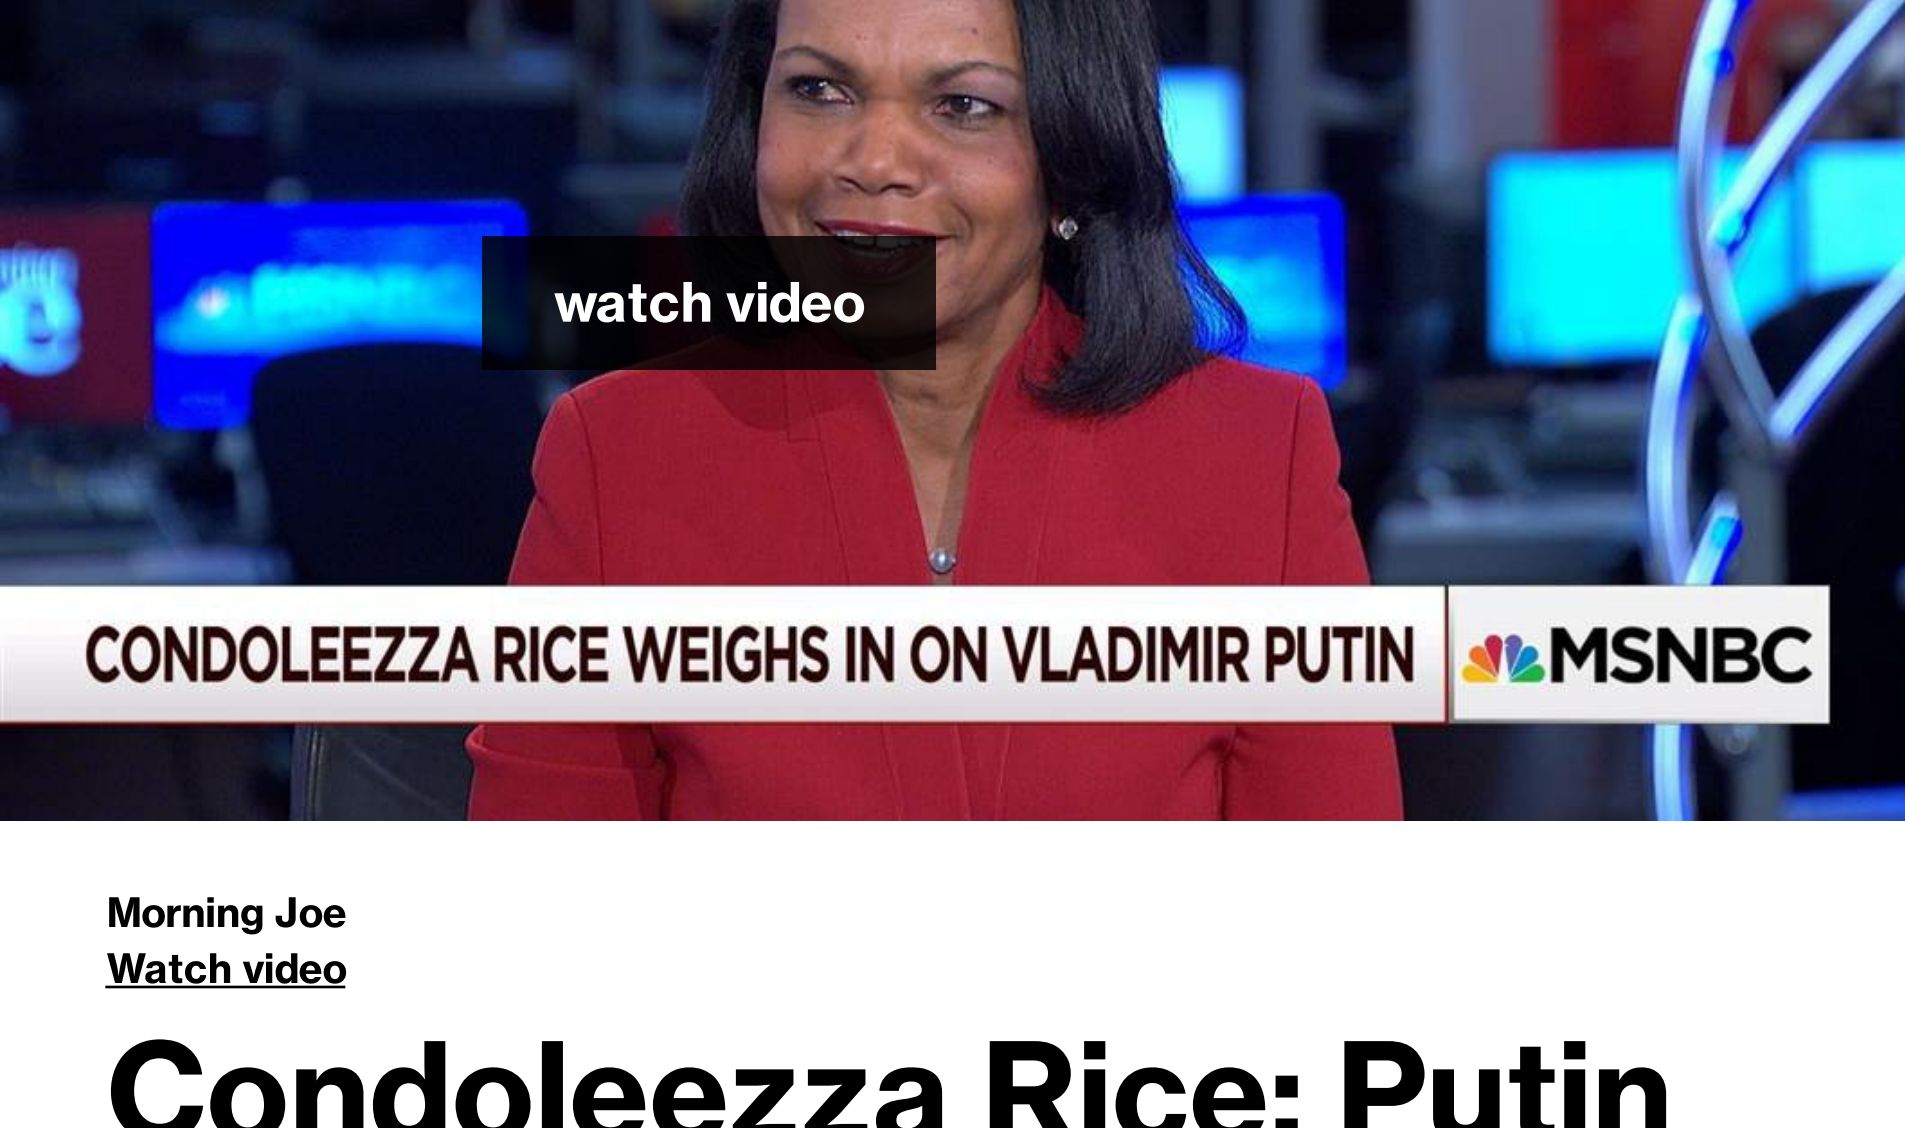 watch video
CONDOLEEZZA RICE WEIGHS IN ON VLADIMIR PUTIN
MSNBC
Morning Joe
Watch video
Condoleezza Rice: Putin